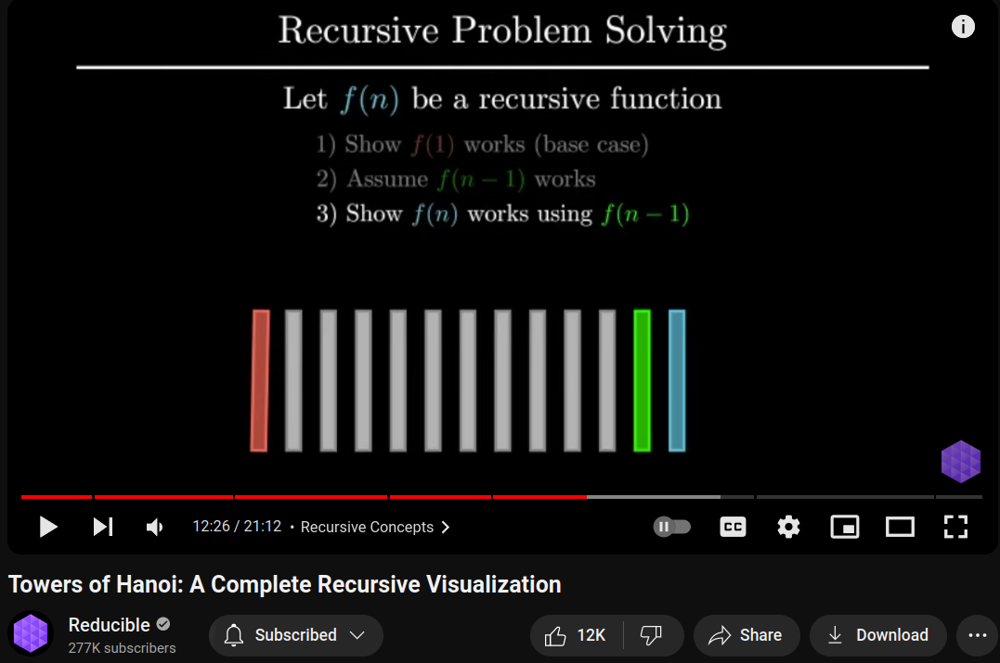 Recursive Problem Solving
Let f(n) be a recursive function
1) Show f(1) works (base case)
2) Assume f(n − 1) works
3) Show f(n) works using f(n − 1)
12:26 / 21:12 • Recursive Concepts
CC
Towers of Hanoi: A Complete Recursive Visualization
Reducible
277K subscribers
Subscribed
12K
Share
Download